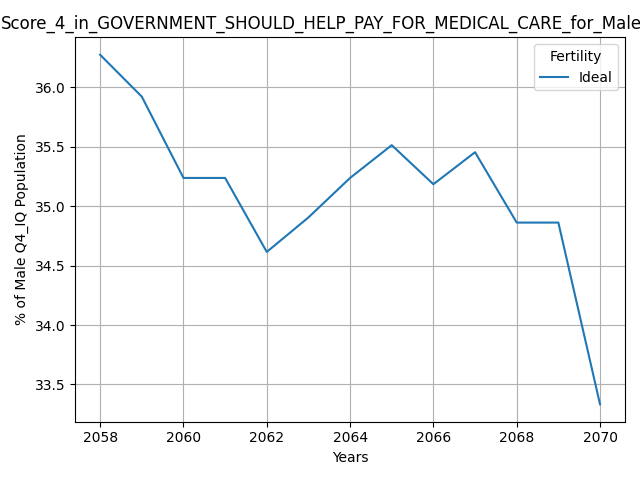 Score_4_in_GOVERNMENT_SHOULD_HELP_PAY_FOR_MEDICAL_CARE_for_Male
Fertility
Ideal
% of Male Q4_IQ Population
36.0
35.5
35.0
34.5
34.0
33.5
2058
2060
2062
2064
2066
2068
2070
Years